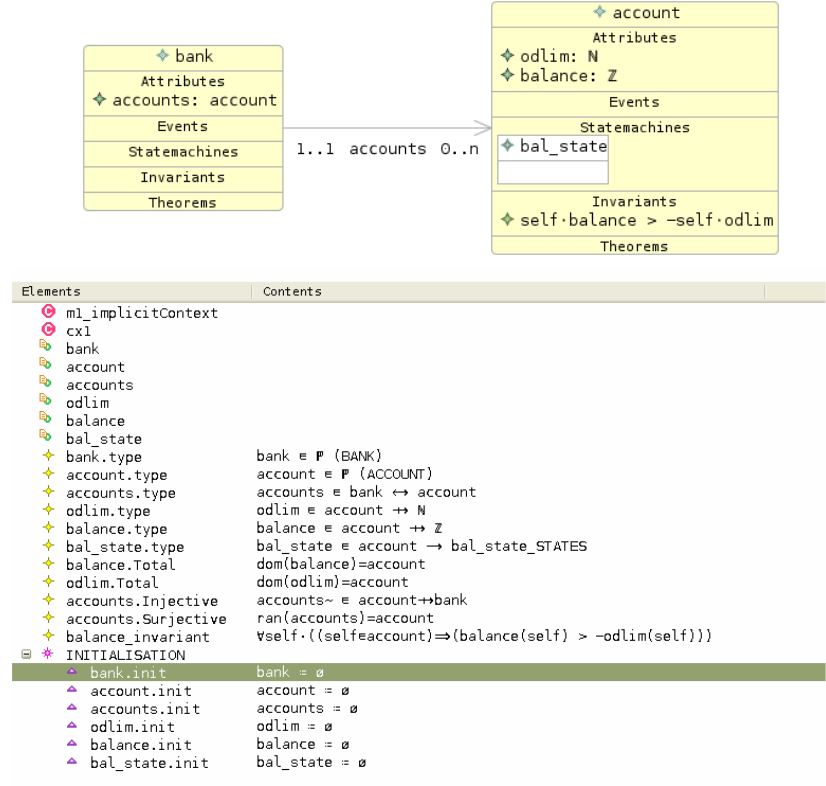 bank
Attributes
accounts: account
Events
Statemachines
Invariants
Theorems
1..1 accounts 0..n
account
Attributes
odlim: ℕ
balance: ℤ
Events
Statemachines
bal_state
Invariants
self·balance > −self·odlim
Theorems
Elements Contents
m1_implicitContext
cx1
bank
account
accounts
odlim
balance
bal_state
bank.type bank ∈ ℙ (BANK)
account.type account ∈ ℙ (ACCOUNT)
accounts.type accounts ∈ bank ↔ account
odlim.type odlim ∈ account ⇸ ℕ
balance.type balance ∈ account ⇸ ℤ
bal_state.type bal_state ∈ account → bal_state_STATES
balance.Total dom(balance)=account
odlim.Total dom(odlim)=account
accounts.Injective accounts~ ∈ account⇸bank
accounts.Surjective ran(accounts)=account
balance_invariant ∀self·((self∈account)⇒(balance(self) > −odlim(self)))
INITIALISATION
bank.init bank ≔ ∅
account.init account ≔ ∅
accounts.init accounts ≔ ∅
odlim.init odlim ≔ ∅
balance.init balance ≔ ∅
bal_state.init bal_state ≔ ∅